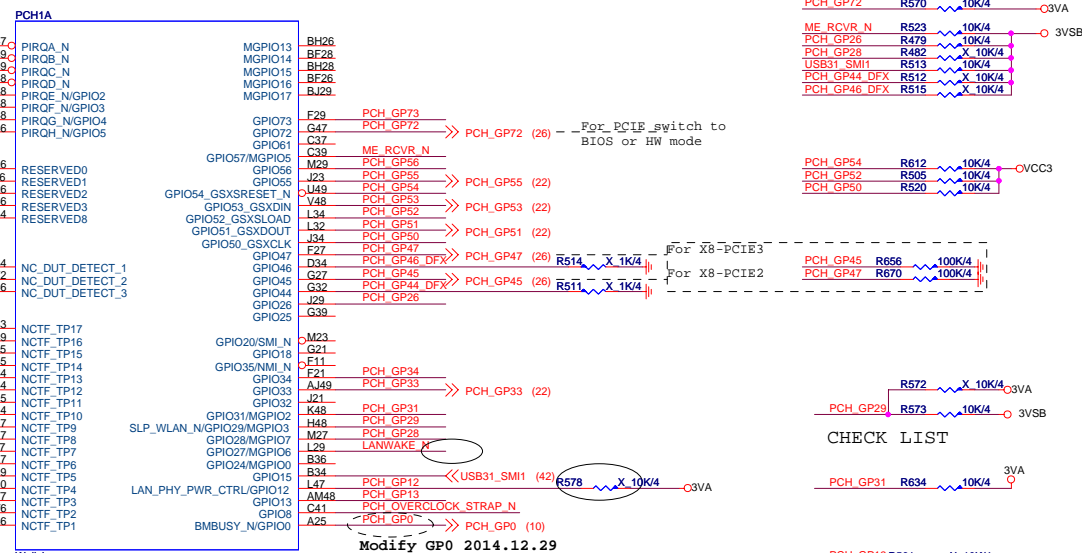 PCH1A
PIRQA_N
PIRQB_N
PIRQC_N
PIRQD_N
PIRQE_N/GPIO2
PIRQF_N/GPIO3
PIRQG_N/GPIO4
PIRQH_N/GPIO5
RESERVED0
RESERVED1
RESERVED2
RESERVED3
RESERVED8
NC_DUT_DETECT_1
NC_DUT_DETECT_2
NC_DUT_DETECT_3
NCTF_TP17
NCTF_TP16
NCTF_TP15
NCTF_TP14
NCTF_TP13
NCTF_TP12
NCTF_TP11
NCTF_TP10
NCTF_TP9
NCTF_TP8
NCTF_TP7
NCTF_TP6
NCTF_TP5
NCTF_TP4
NCTF_TP3
NCTF_TP2
NCTF_TP1
MGPIO13 BH26
MGPIO14 BF28
MGPIO15 BH28
MGPIO16 BF26
MGPIO17 BJ29
GPIO73 F29 PCH_GP73
GPIO72 G47 PCH_GP72 PCH_GP72 (26)
GPIO61 C37
GPIO57/MGPIO5 C39 ME_RCVR_N
GPIO56 M29 PCH_GP56
GPIO55 J23 PCH_GP55 PCH_GP55 (22)
GPIO54_GSXSRESET_N U49 PCH_GP54
GPIO53_GSXDIN V48 PCH_GP53 PCH_GP53 (22)
GPIO52_GSXSLOAD L34 PCH_GP52
GPIO51_GSXDOUT L32 PCH_GP51 PCH_GP51 (22)
GPIO50_GSXCLK J34 PCH_GP50
GPIO47 F27 PCH_GP47 PCH_GP47 (26)
GPIO46 D34 PCH_GP46_DFX R514 X_1K/4
GPIO45 G27 PCH_GP45 PCH_GP45 (26)
GPIO44 G32 PCH_GP44_DFX R511 X_1K/4
GPIO26 J29 PCH_GP26
GPIO25 G39
GPIO20/SMI_N M23
GPIO18 G21
GPIO35/NMI_N F11
GPIO34 F21 PCH_GP34
GPIO33 AJ49 PCH_GP33 PCH_GP33 (22)
GPIO32 J21
GPIO31/MGPIO2 K48 PCH_GP31
SLP_WLAN_N/GPIO29/MGPIO3 H48 PCH_GP29
GPIO28/MGPIO7 M27 PCH_GP28
GPIO27/MGPIO6 L29 LANWAKE_N
GPIO24/MGPIO0 B36
GPIO15 B34 USB31_SMI1 (42)
LAN_PHY_PWR_CTRL/GPIO12 L47 PCH_GP12
GPIO13 AM48 PCH_GP13
GPIO8 C41 PCH_OVERCLOCK_STRAP_N
BMBUSY_N/GPIO0 A25 PCH_GP0 PCH_GP0 (10)
Modify GP0 2014.12.29
R578 X_10K/4 3VA
For PCIE switch to
BIOS or HW mode
PCH_GP72 R570 10K/4 3VA
ME_RCVR_N R523 10K/4 3VSB
PCH_GP26 R479 10K/4
PCH_GP28 R482 X_10K/4
USB31_SMI1 R513 10K/4
PCH_GP44_DFX R512 X_10K/4
PCH_GP46_DFX R515 X_10K/4
PCH_GP54 R612 10K/4 VCC3
PCH_GP52 R505 10K/4
PCH_GP50 R520 10K/4
For X8-PCIE3
For X8-PCIE2
PCH_GP45 R656 100K/4
PCH_GP47 R670 100K/4
R572 X_10K/4 3VA
PCH_GP29 R573 10K/4 3VSB
CHECK LIST
3VA
PCH_GP31 R634 10K/4